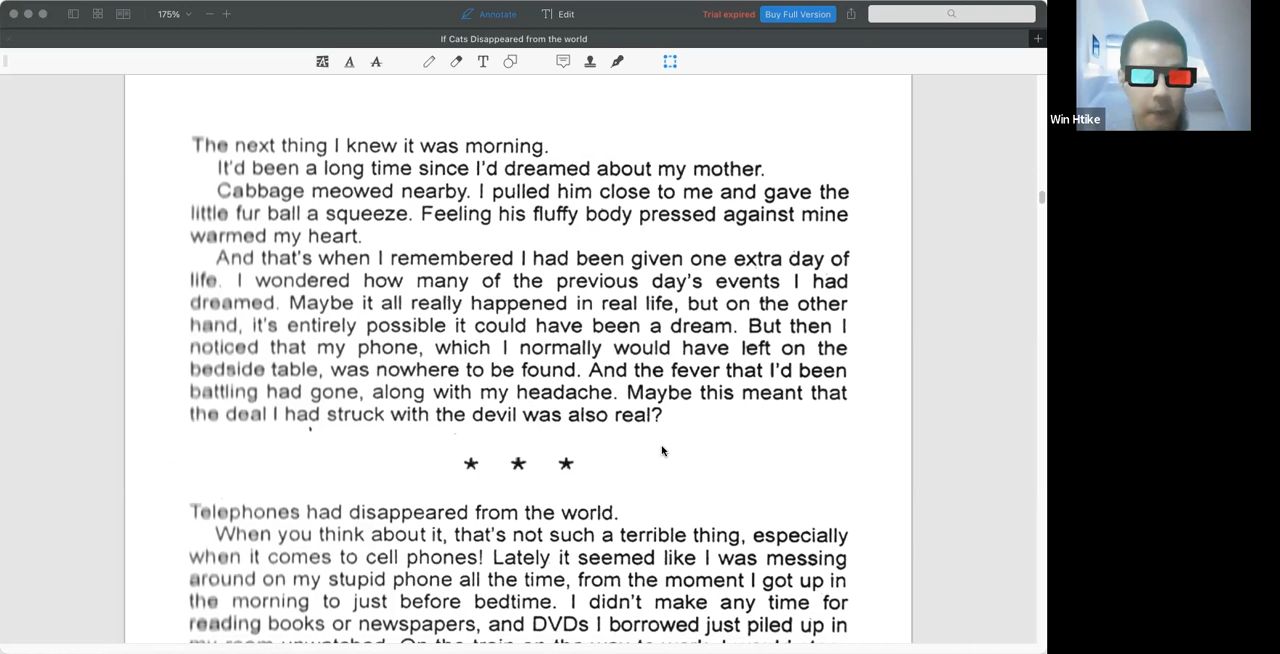 175%
Annotate
Edit
Trial expired
Buy Full Version
If Cats Disappeared from the world
The next thing I knew it was morning.
It'd been a long time since I'd dreamed about my mother.
Cabbage meowed nearby. I pulled him close to me and gave the
little fur ball a squeeze. Feeling his fluffy body pressed against mine
warmed my heart.
And that's when I remembered I had been given one extra day of
life. I wondered how many of the previous day's events I had
dreamed. Maybe it all really happened in real life, but on the other
hand, it's entirely possible it could have been a dream. But then I
noticed that my phone, which I normally would have left on the
bedside table, was nowhere to be found. And the fever that I'd been
battling had gone, along with my headache. Maybe this meant that
the deal I had struck with the devil was also real?
* * *
Telephones had disappeared from the world.
When you think about it, that's not such a terrible thing, especially
when it comes to cell phones! Lately it seemed like I was messing
around on my stupid phone all the time, from the moment I got up in
the morning to just before bedtime. I didn't make any time for
reading books or newspapers, and DVDs I borrowed just piled up in
Win Htike